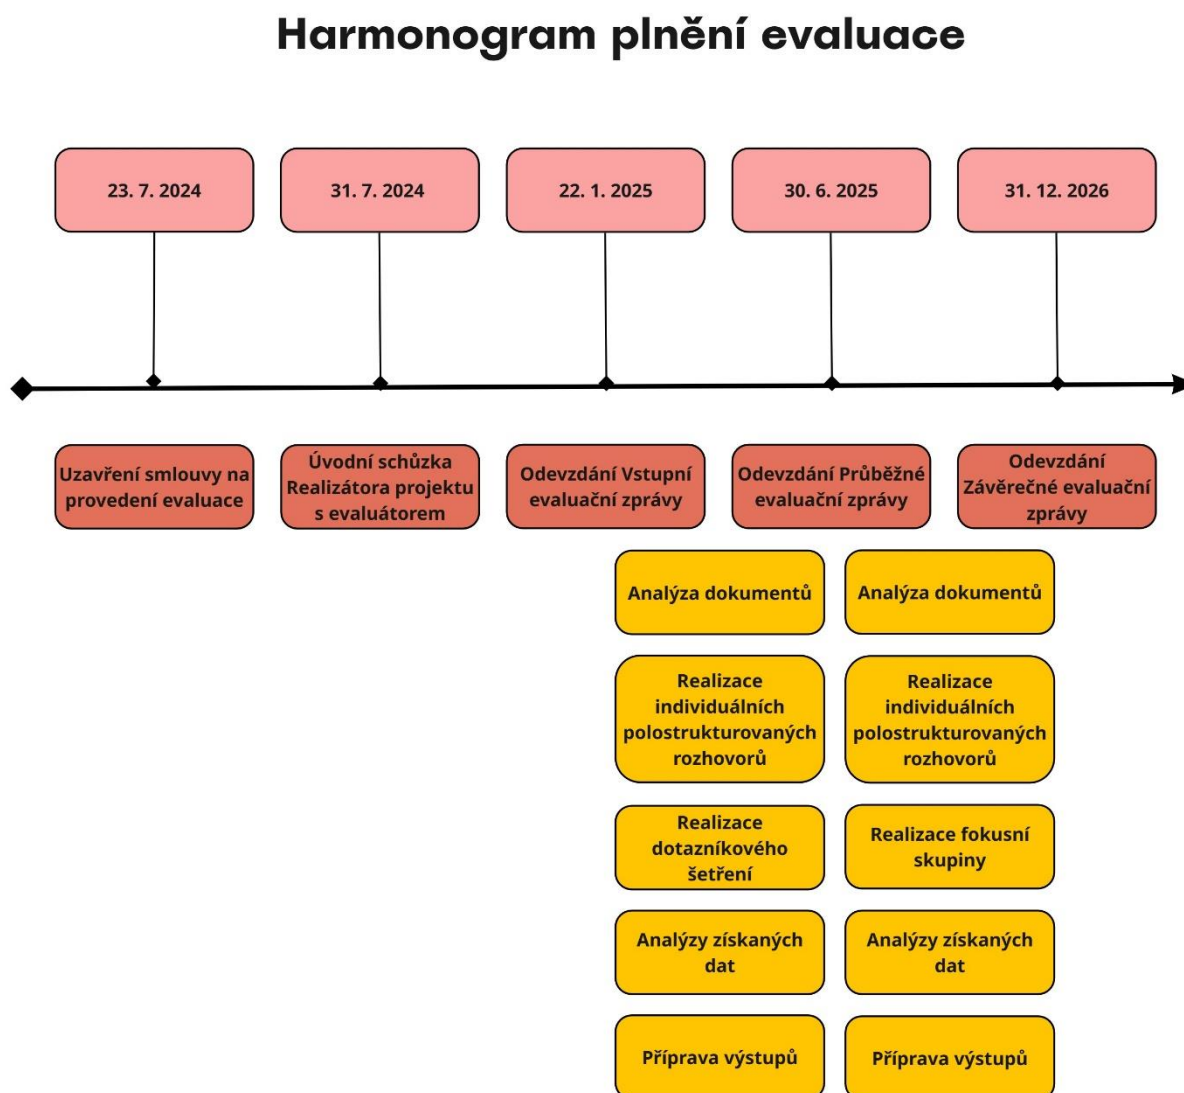 Harmonogram plnění evaluace
23. 7. 2024
31. 7. 2024
22. 1. 2025
30. 6. 2025
31. 12. 2026
Uzavření smlouvy na
provedení evaluace
Úvodní schůzka
Realizátora projektu
s evaluátorem
Odevzdání Vstupní
evaluační zprávy
Odevzdání Průběžné
evaluační zprávy
Odevzdání
Závěrečné evaluační
zprávy
Analýza dokumentů
Analýza dokumentů
Realizace
individuálních
polostrukturovaných
rozhovorů
Realizace
individuálních
polostrukturovaných
rozhovorů
Realizace
dotazníkového
šetření
Realizace fokusní
skupiny
Analýzy získaných
dat
Analýzy získaných
dat
Příprava výstupů
Příprava výstupů